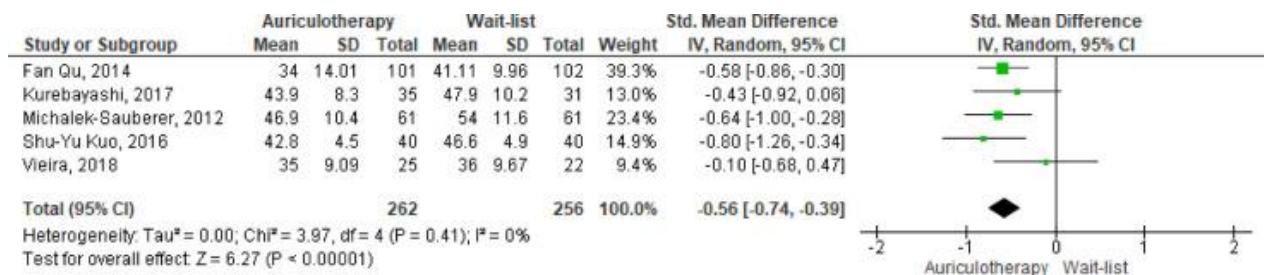 Auriculotherapy Wait-list Std. Mean Difference Std. Mean Difference
Study or Subgroup Mean SD Total Mean SD Total Weight IV, Random, 95% CI IV, Random, 95% CI
Fan Qu, 2014 34 14.01 101 41.11 9.96 102 39.3% -0.58 [-0.86, -0.30]
Kurebayashi, 2017 43.9 8.3 35 47.9 10.2 31 13.0% -0.43 [-0.92, 0.06]
Michalek-Sauberer, 2012 46.9 10.4 61 54 11.6 61 23.4% -0.64 [-1.00, -0.28]
Shu-Yu Kuo, 2016 42.8 4.5 40 46.6 4.9 40 14.9% -0.80 [-1.26, -0.34]
Vieira, 2018 35 9.09 25 36 9.67 22 9.4% -0.10 [-0.68, 0.47]
Total (95% CI) 262 256 100.0% -0.56 [-0.74, -0.39]
Heterogeneity: Tau² = 0.00; Chi² = 3.97, df = 4 (P = 0.41); I² = 0%
Test for overall effect: Z = 6.27 (P < 0.00001)
-2 -1 0 1 2
Auriculotherapy Wait-list